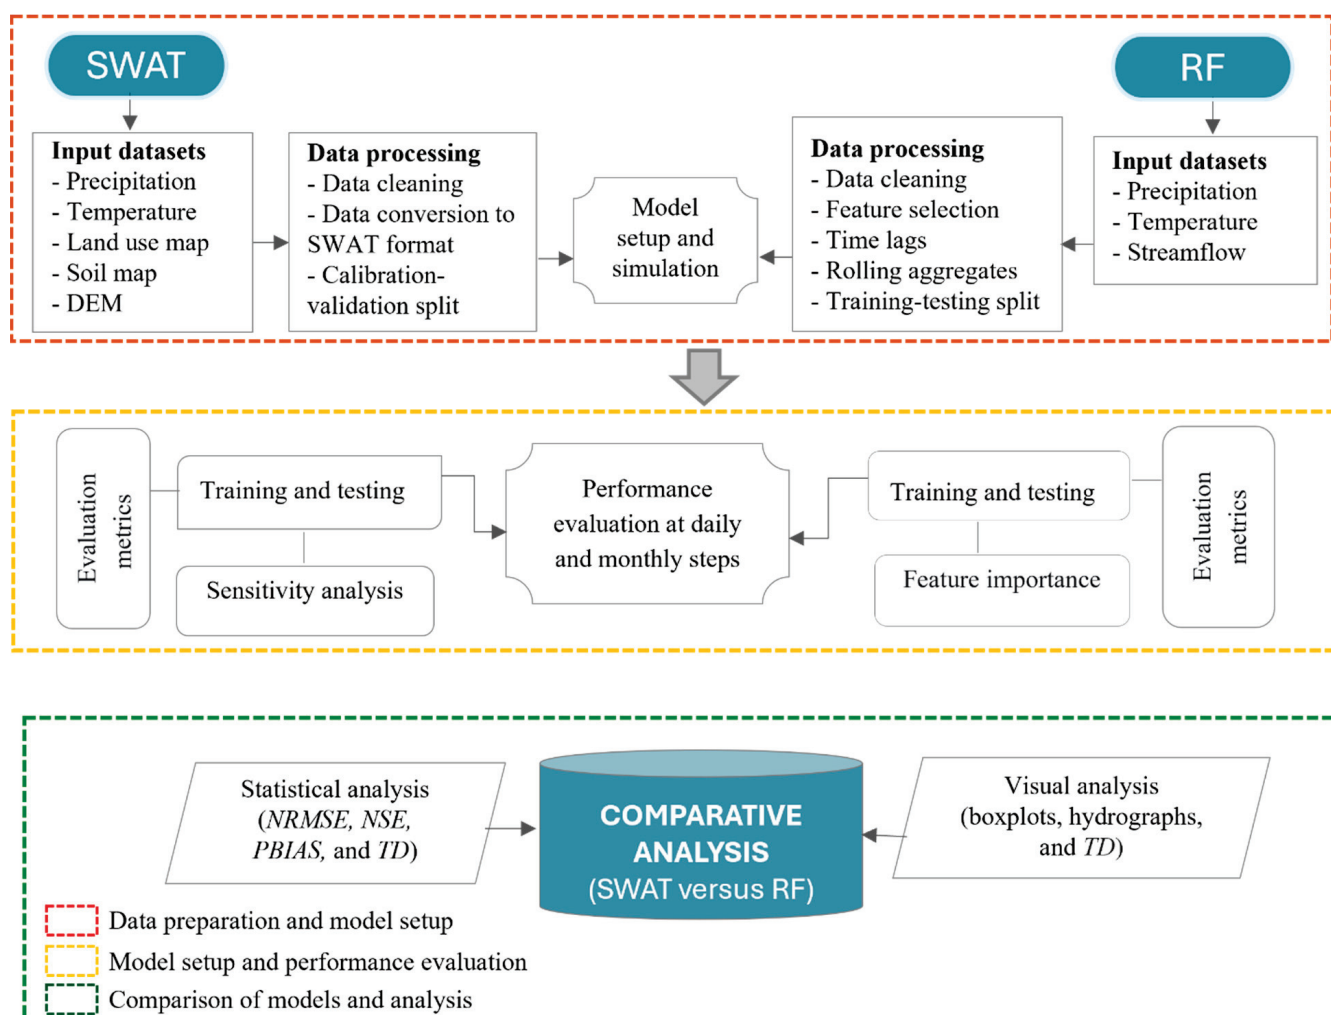 SWAT
RF
Input datasets
- Precipitation
- Temperature
- Land use map
- Soil map
- DEM
Data processing
- Data cleaning
- Data conversion to
SWAT format
- Calibration-
validation split
Model
setup and
simulation
Data processing
- Data cleaning
- Feature selection
- Time lags
- Rolling aggregates
- Training-testing split
Input datasets
- Precipitation
- Temperature
- Streamflow
Evaluation
metrics
Training and testing
Sensitivity analysis
Performance
evaluation at daily
and monthly steps
Training and testing
Feature importance
Evaluation
metrics
Statistical analysis
(NRMSE, NSE,
PBIAS, and TD)
COMPARATIVE
ANALYSIS
(SWAT versus RF)
Visual analysis
(boxplots, hydrographs,
and TD)
Data preparation and model setup
Model setup and performance evaluation
Comparison of models and analysis